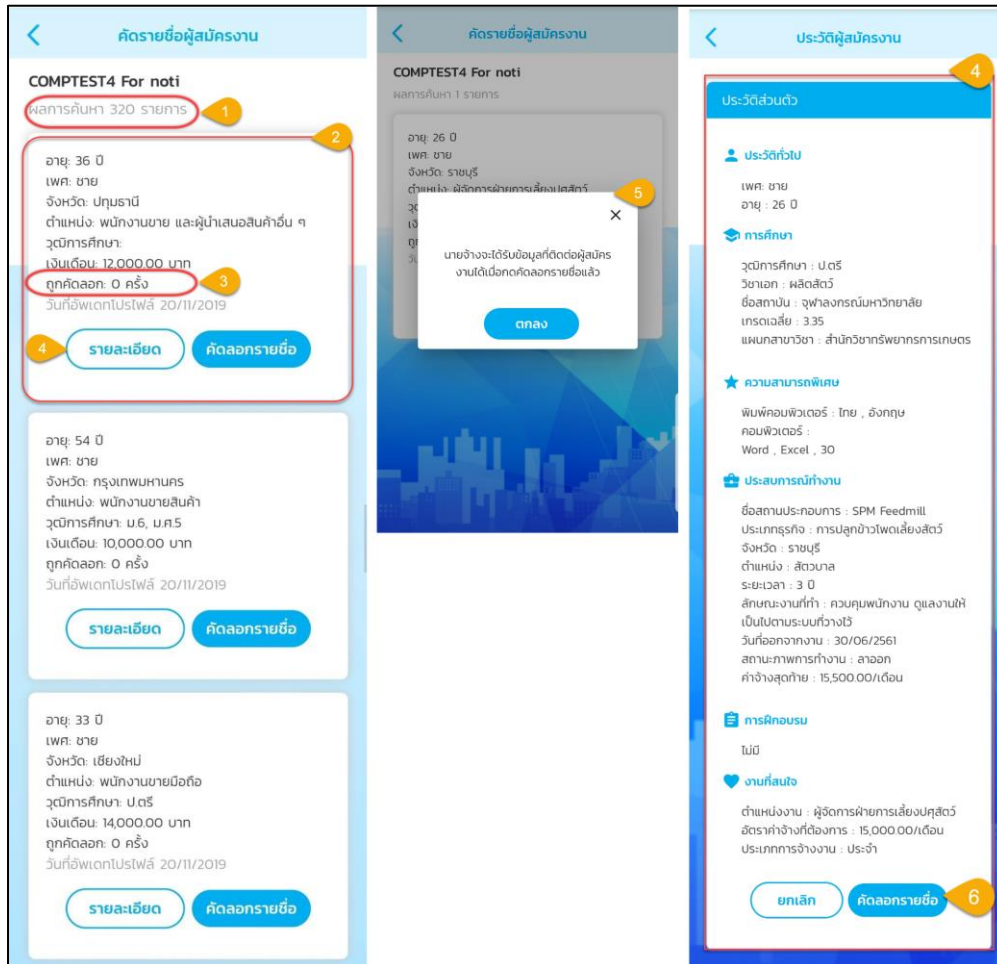 คัดรายชื่อผู้สมัครงาน
COMPTEST4 For noti
ผลการค้นหา 320 รายการ
1
2
อายุ: 36 ปี
เพศ: ชาย
จังหวัด: ปทุมธานี
ตำแหน่ง: พนักงานขาย และผู้นำเสนอสินค้าอื่น ๆ
วุฒิการศึกษา:
เงินเดือน: 12,000.00 บาท
ถูกคัดลอก: 0 ครั้ง
3
วันที่อัพเดทโปรไฟล์ 20/11/2019
4
รายละเอียด
คัดลอกรายชื่อ
อายุ: 54 ปี
เพศ: ชาย
จังหวัด: กรุงเทพมหานคร
ตำแหน่ง: พนักงานขายสินค้า
วุฒิการศึกษา: ม.6, ม.ศ.5
เงินเดือน: 10,000.00 บาท
ถูกคัดลอก: 0 ครั้ง
วันที่อัพเดทโปรไฟล์ 20/11/2019
รายละเอียด
คัดลอกรายชื่อ
อายุ: 33 ปี
เพศ: ชาย
จังหวัด: เชียงใหม่
ตำแหน่ง: พนักงานขายมือถือ
วุฒิการศึกษา: ป.ตรี
เงินเดือน: 14,000.00 บาท
ถูกคัดลอก: 0 ครั้ง
วันที่อัพเดทโปรไฟล์ 20/11/2019
รายละเอียด
คัดลอกรายชื่อ
คัดรายชื่อผู้สมัครงาน
COMPTEST4 For noti
ผลการค้นหา 1 รายการ
อายุ: 26 ปี
เพศ: ชาย
จังหวัด: ราชบุรี
ตำแหน่ง: ผู้จัดการฝ่ายการเลี้ยงปศุสัตว์
5
นายจ้างจะได้รับข้อมูลที่ติดต่อผู้สมัคร
งานได้เมื่อกดคัดลอกรายชื่อแล้ว
ตกลง
ประวัติผู้สมัครงาน
4
ประวัติส่วนตัว
ประวัติทั่วไป
เพศ: ชาย
อายุ : 26 ปี
การศึกษา
วุฒิการศึกษา : ป.ตรี
วิชาเอก : ผลิตสัตว์
ชื่อสถาบัน : จุฬาลงกรณ์มหาวิทยาลัย
เกรดเฉลี่ย : 3.35
แผนกสาขาวิชา : สำนักวิชาทรัพยากรการเกษตร
ความสามารถพิเศษ
พิมพ์คอมพิวเตอร์ : ไทย , อังกฤษ
คอมพิวเตอร์ :
Word , Excel , 30
ประสบการณ์ทำงาน
ชื่อสถานประกอบการ : SPM Feedmill
ประเภทธุรกิจ : การปลูกข้าวโพดเลี้ยงสัตว์
จังหวัด : ราชบุรี
ตำแหน่ง : สัตวบาล
ระยะเวลา : 3 ปี
ลักษณะงานที่ทำ : ควบคุมพนักงาน ดูแลงานให้
เป็นไปตามระบบที่วางไว้
วันที่ออกจากงาน : 30/06/2561
สถานะภาพการทำงาน : ลาออก
ค่าจ้างสุดท้าย : 15,500.00/เดือน
การฝึกอบรม
ไม่มี
งานที่สนใจ
ตำแหน่งงาน : ผู้จัดการฝ่ายการเลี้ยงปศุสัตว์
อัตราค่าจ้างที่ต้องการ : 15,000.00/เดือน
ประเภทการจ้างงาน : ประจำ
ยกเลิก
คัดลอกรายชื่อ
6